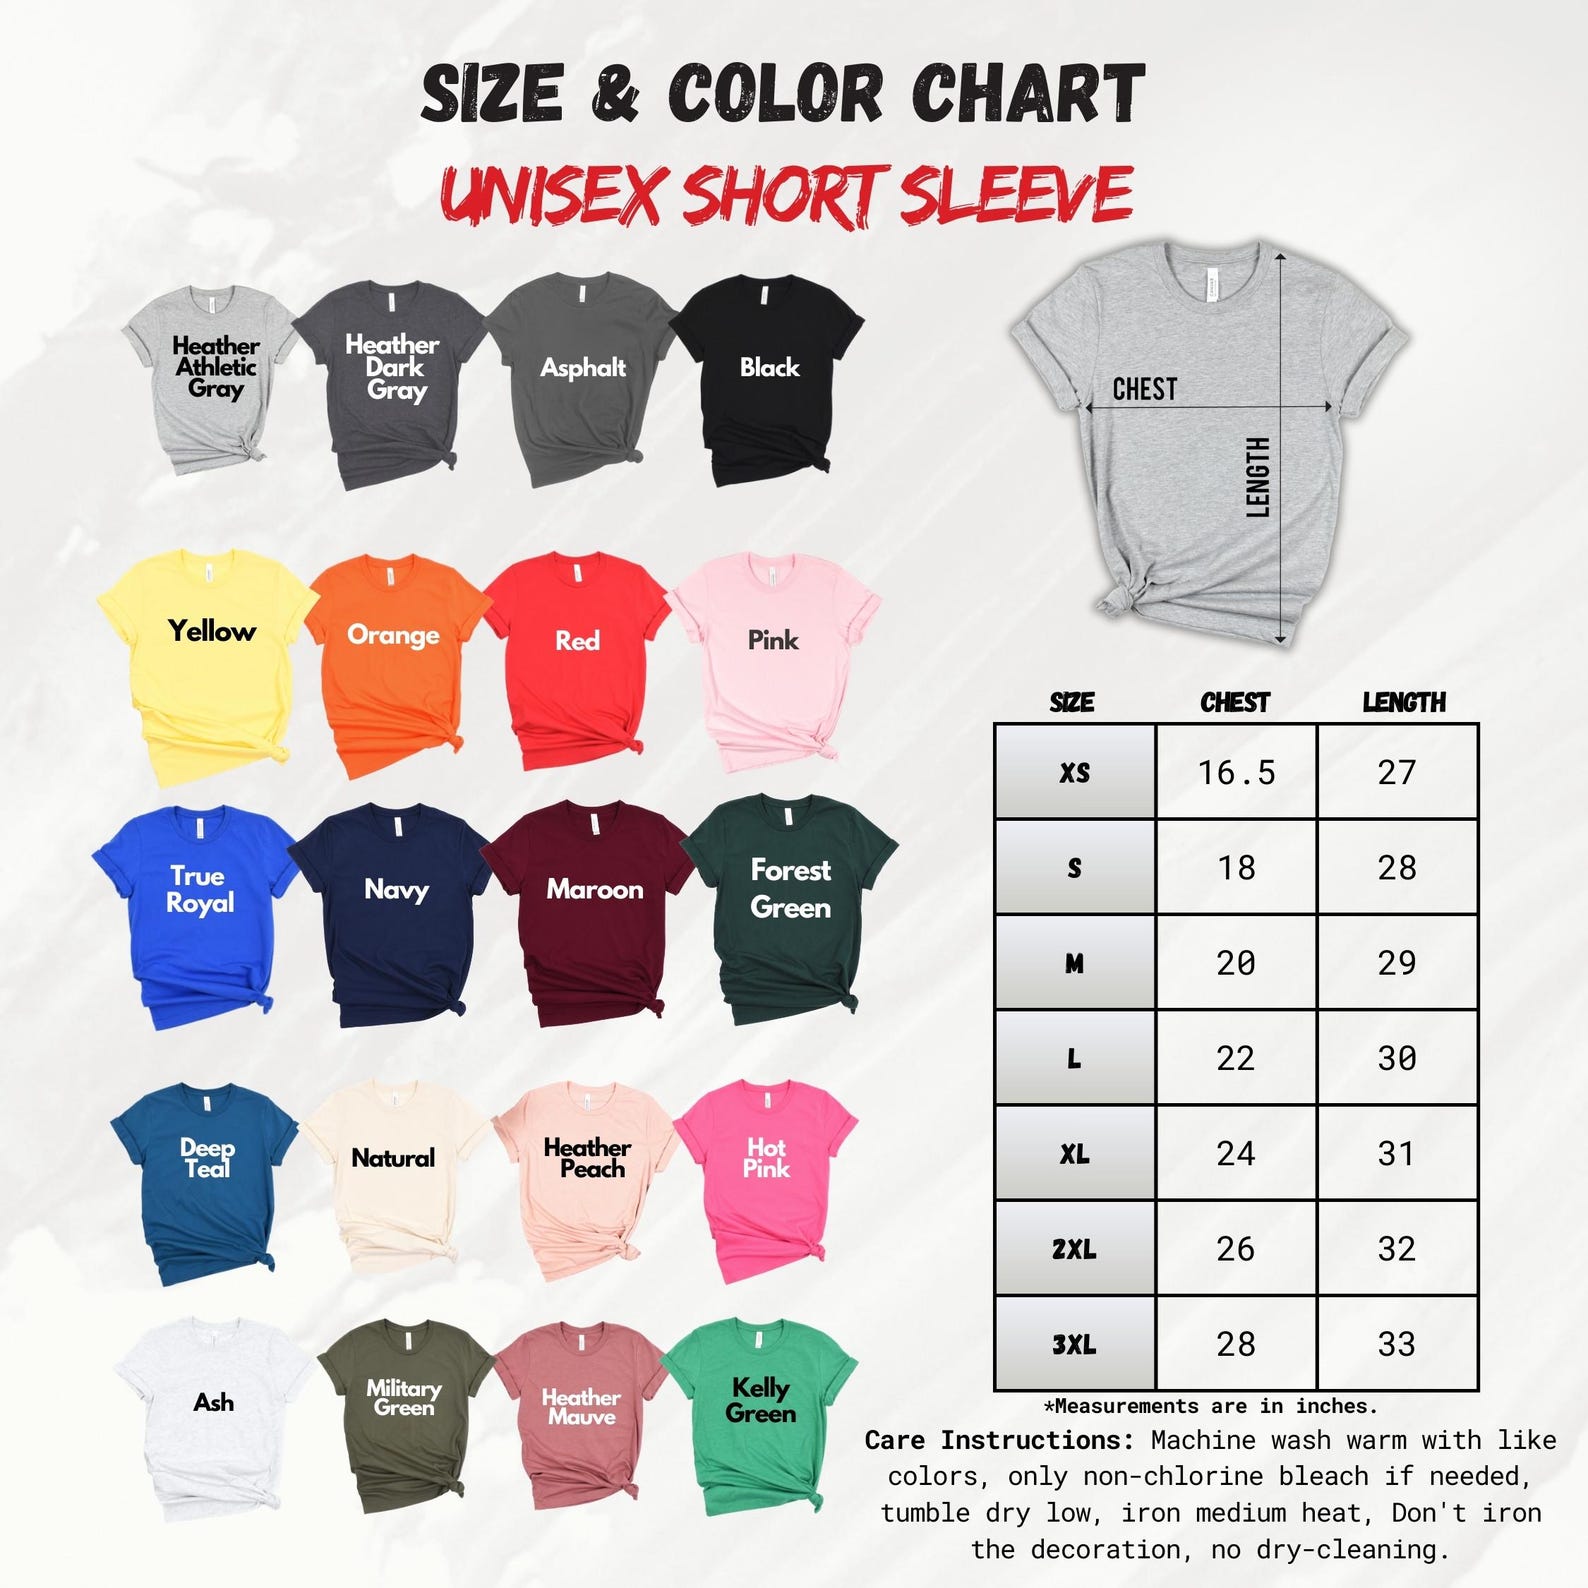 SIZE & COLOR CHART
UNISEX SHORT SLEEVE
Heather
Athletic
Gray
Heather
Dark
Gray
Asphalt
Black
Yellow
Orange
Red
Pink
True
Royal
Navy
Maroon
Forest
Green
Deep
Teal
Natural
Heather
Peach
Hot
Pink
Ash
Military
Green
Heather
Mauve
Kelly
Green
CHEST
LENGTH
SIZE CHEST LENGTH
XS 16.5 27
S 18 28
M 20 29
L 22 30
XL 24 31
2XL 26 32
3XL 28 33
*Measurements are in inches.
Care Instructions: Machine wash warm with like
colors, only non-chlorine bleach if needed,
tumble dry low, iron medium heat, Don't iron
the decoration, no dry-cleaning.